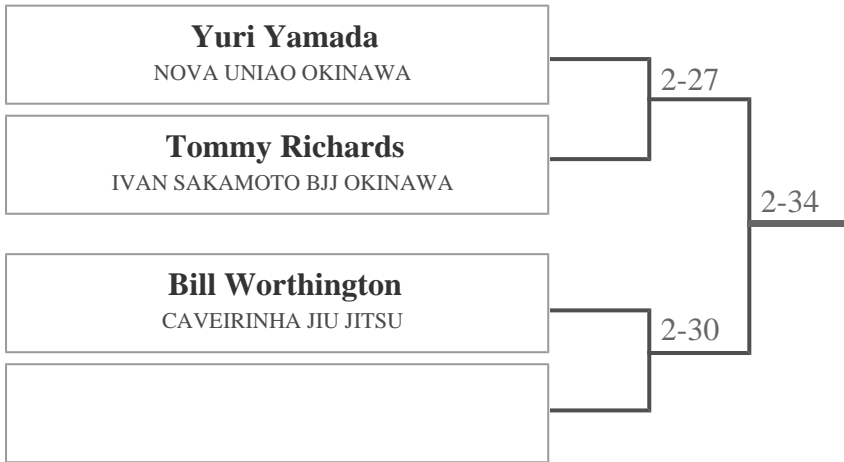 Yuri Yamada
NOVA UNIAO OKINAWA
2-27
Tommy Richards
IVAN SAKAMOTO BJJ OKINAWA
2-34
Bill Worthington
CAVEIRINHA JIU JITSU
2-30